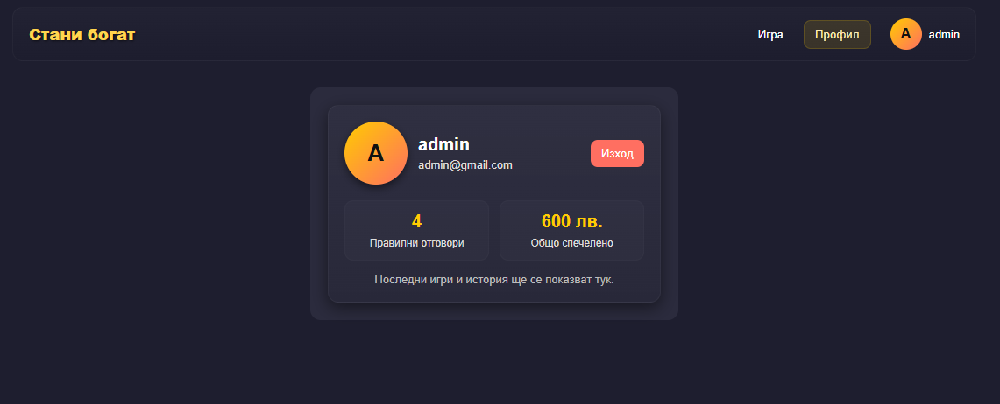 Стани богат
Игра
Профил
A
admin
A
admin
admin@gmail.com
Изход
4
Правилни отговори
600 лв.
Общо спечелено
Последни игри и история ще се показват тук.